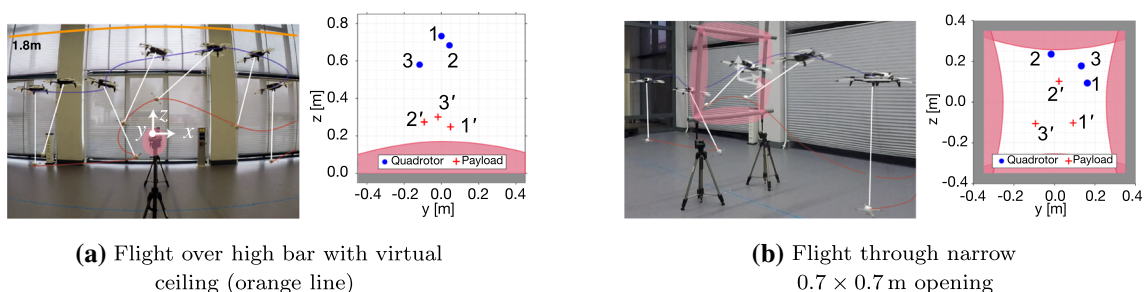 1.8m
z
y
x
0.8
0.6
0.4
0.2
0.0
z [m]
1
3
2
3′
2′
1′
Quadrotor
Payload
-0.4
-0.2
0.0
0.2
0.4
y [m]
(a) Flight over high bar with virtual
ceiling (orange line)
0.4
0.2
0.0
-0.2
-0.4
z [m]
2
3
1
2′
3′
1′
Quadrotor
Payload
-0.4
-0.2
0.0
0.2
0.4
y [m]
(b) Flight through narrow
0.7 × 0.7 m opening